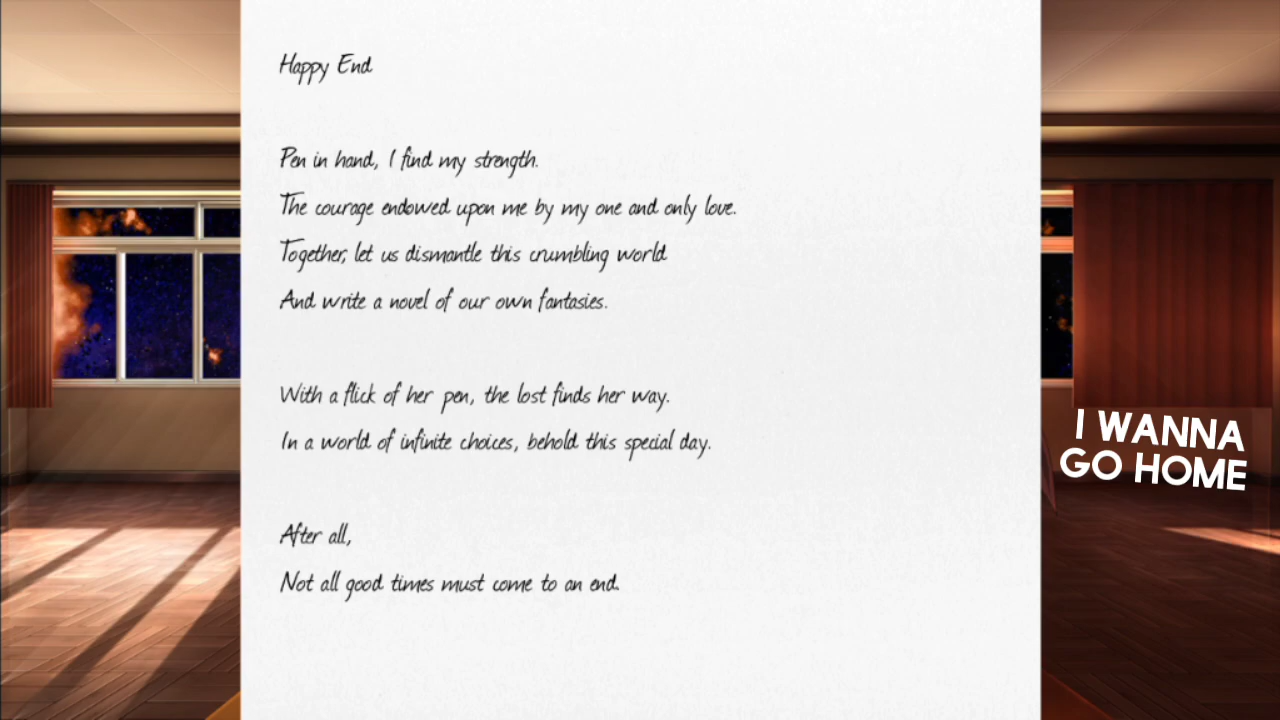 Happy End
Pen in hand, I find my strength.
The courage endowed upon me by my one and only love.
Together, let us dismantle this crumbling world
And write a novel of our own fantasies.
With a flick of her pen, the lost finds her way.
In a world of infinite choices, behold this special day.
After all,
Not all good times must come to an end.
I WANNA
GO HOME